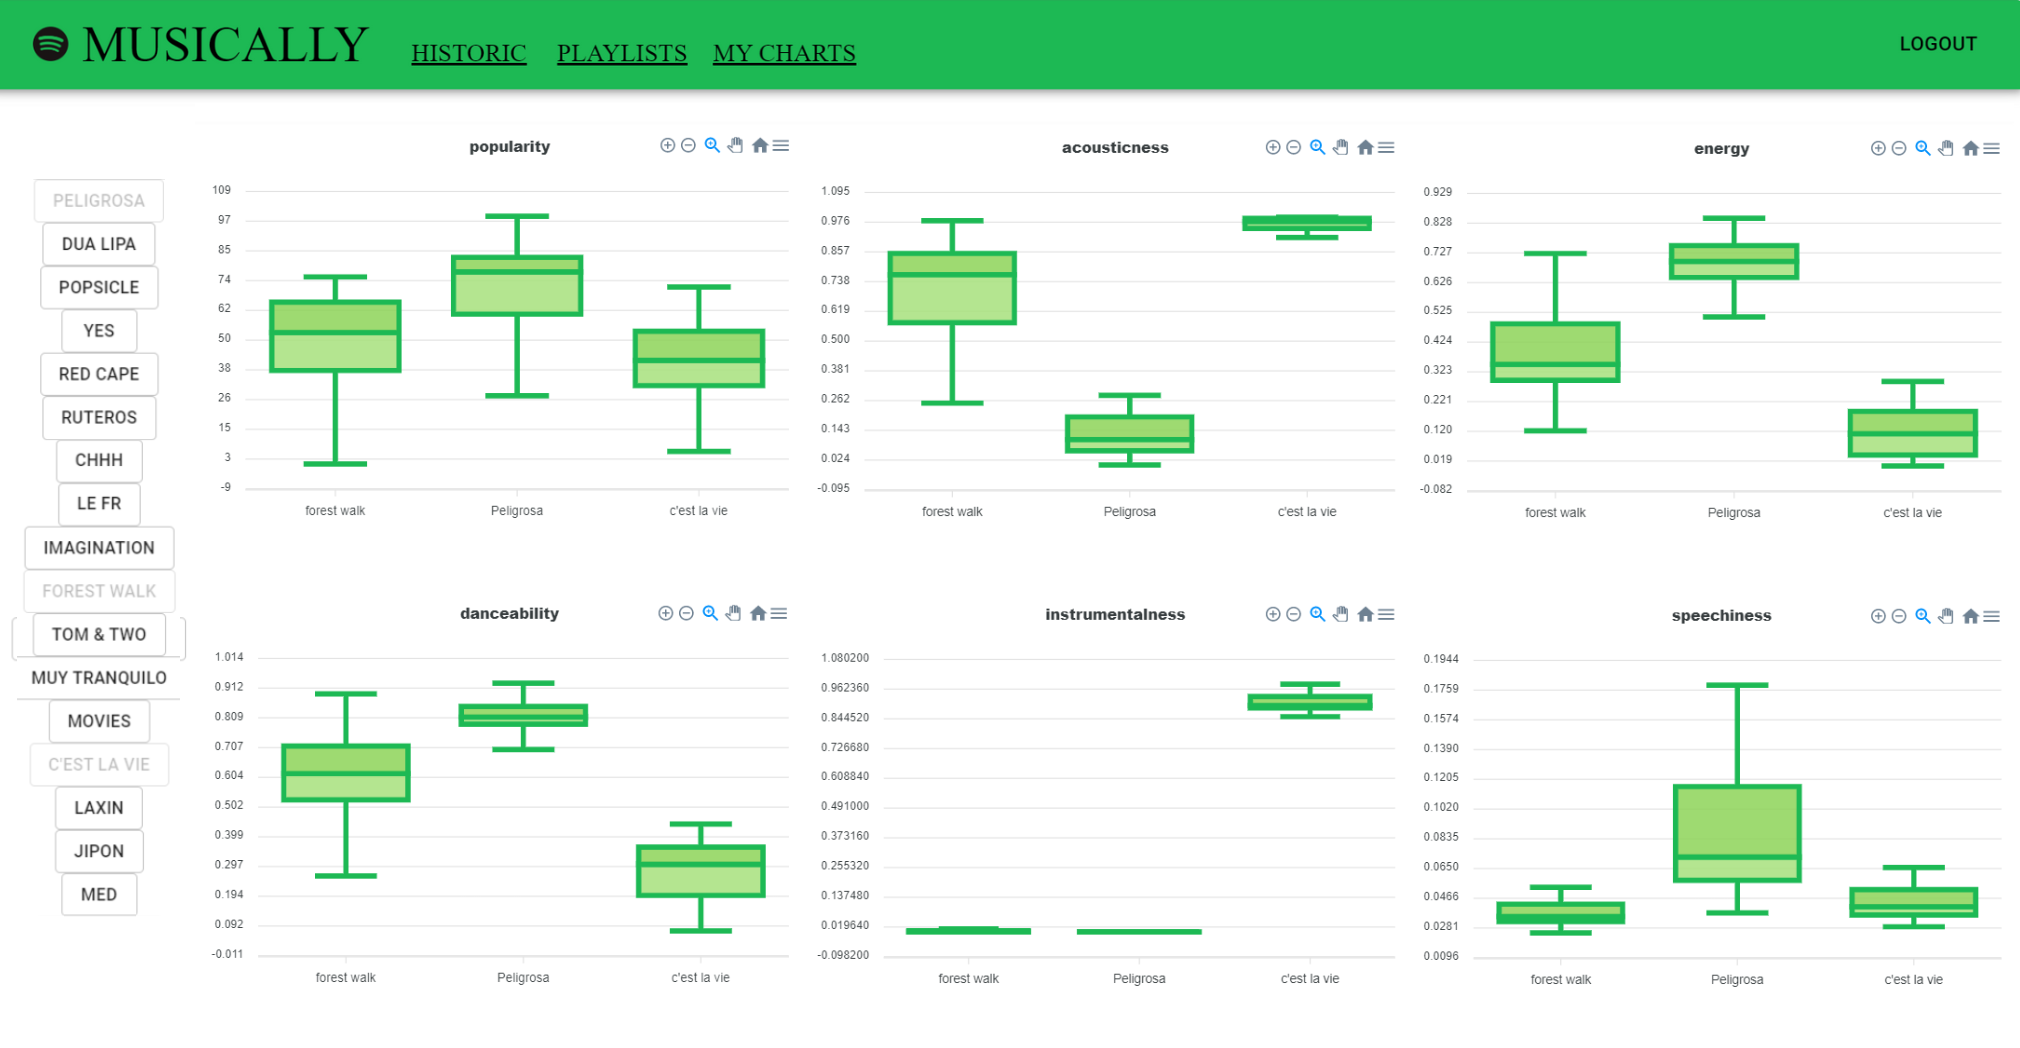 MUSICALLY HISTORIC PLAYLISTS MY CHARTS LOGOUT
PELIGROSA
DUA LIPA
POPSICLE
YES
RED CAPE
RUTEROS
CHHH
LE FR
IMAGINATION
FOREST WALK
TOM & TWO
MUY TRANQUILO
MOVIES
C'EST LA VIE
LAXIN
JIPON
MED
popularity
109
97
85
74
62
50
38
26
15
3
-9
forest walk Peligrosa c'est la vie
acousticness
1.095
0.976
0.857
0.738
0.619
0.500
0.381
0.262
0.143
0.024
-0.095
forest walk Peligrosa c'est la vie
energy
0.929
0.828
0.727
0.626
0.525
0.424
0.323
0.221
0.120
0.019
-0.082
forest walk Peligrosa c'est la vie
danceability
1.014
0.912
0.809
0.707
0.604
0.502
0.399
0.297
0.194
0.092
-0.011
forest walk Peligrosa c'est la vie
instrumentalness
1.080200
0.962360
0.844520
0.726680
0.608840
0.491000
0.373160
0.255320
0.137480
0.019640
-0.098200
forest walk Peligrosa c'est la vie
speechiness
0.1944
0.1759
0.1574
0.1390
0.1205
0.1020
0.0835
0.0650
0.0466
0.0281
0.0096
forest walk Peligrosa c'est la vie